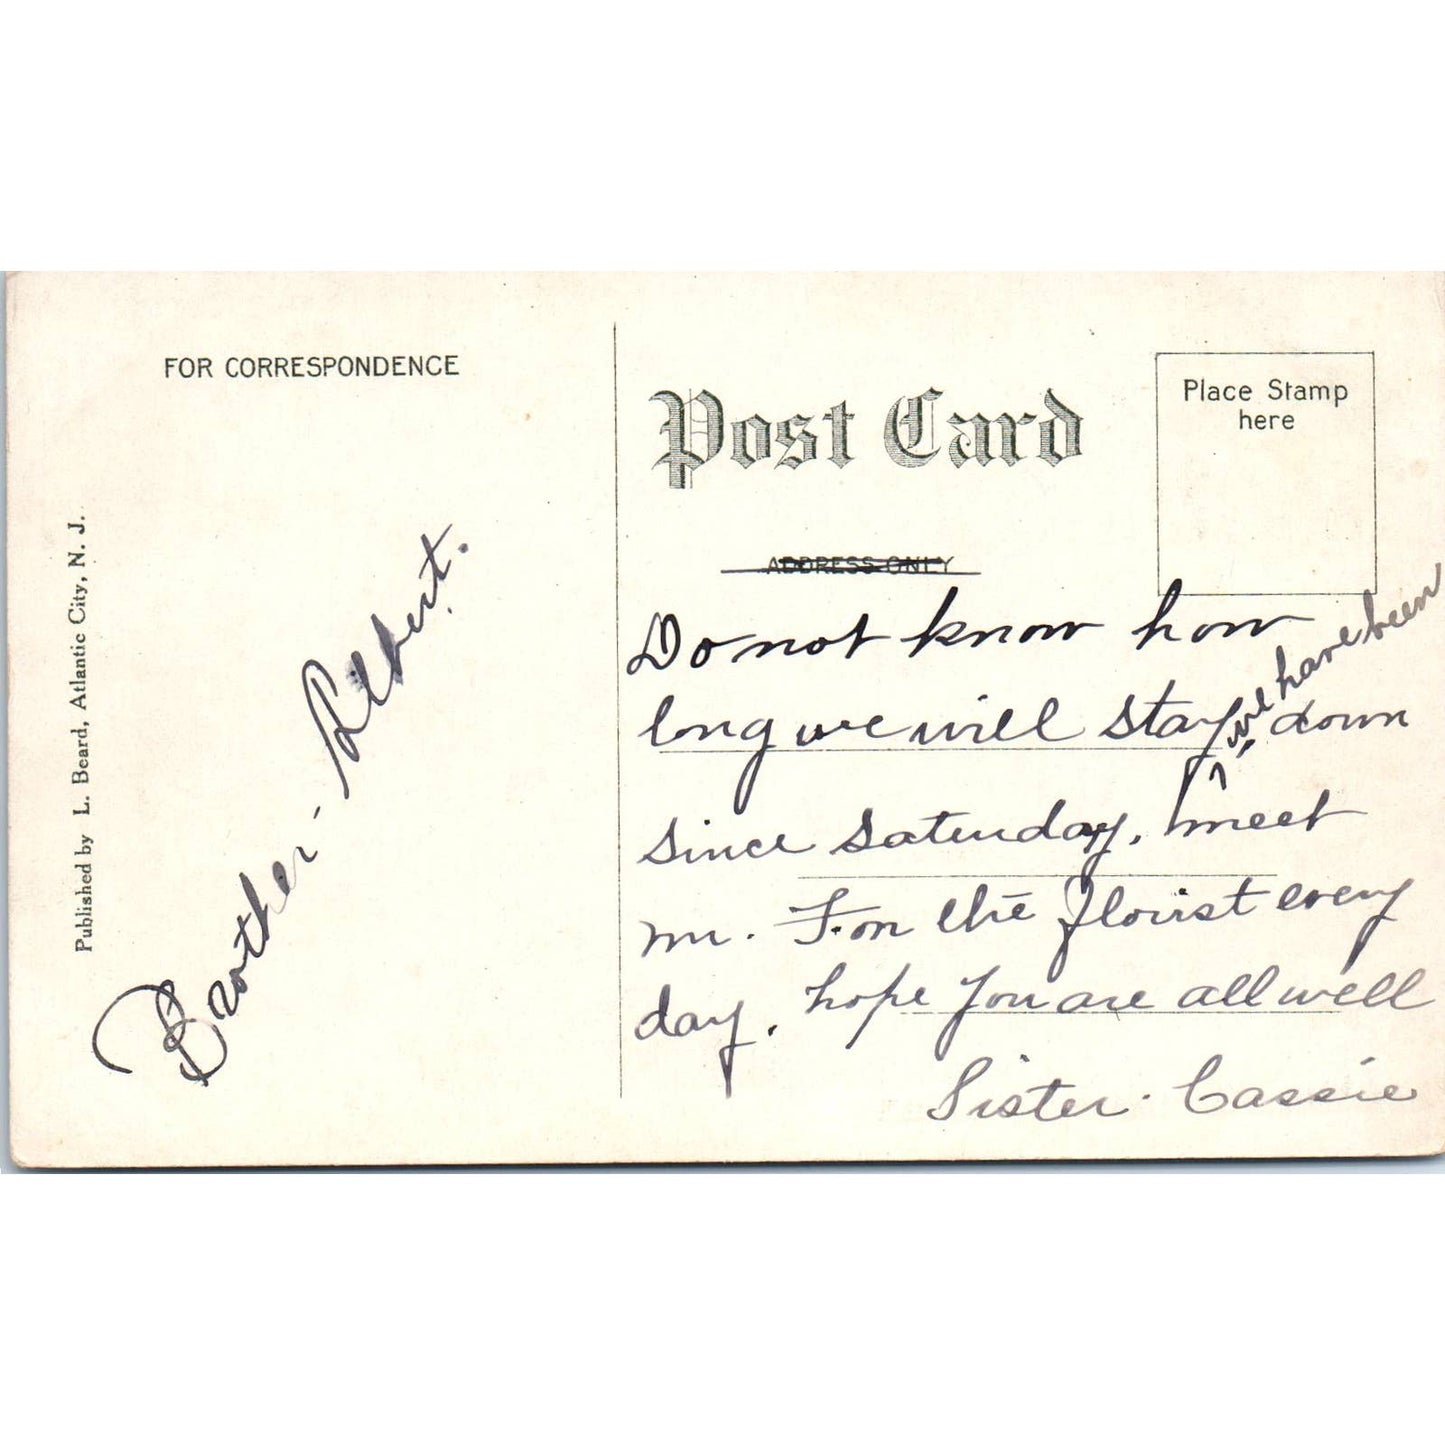 FOR CORRESPONDENCE
Published by L. Beard, Atlantic City, N. J.
Brother - Albert.
Post Card
Place Stamp
here
ADDRESS ONLY
Do not know how
long we will stay we have been down
since Saturday, meet
mr. Fon the florist every
day. hope you are all well
Sister. Cassie